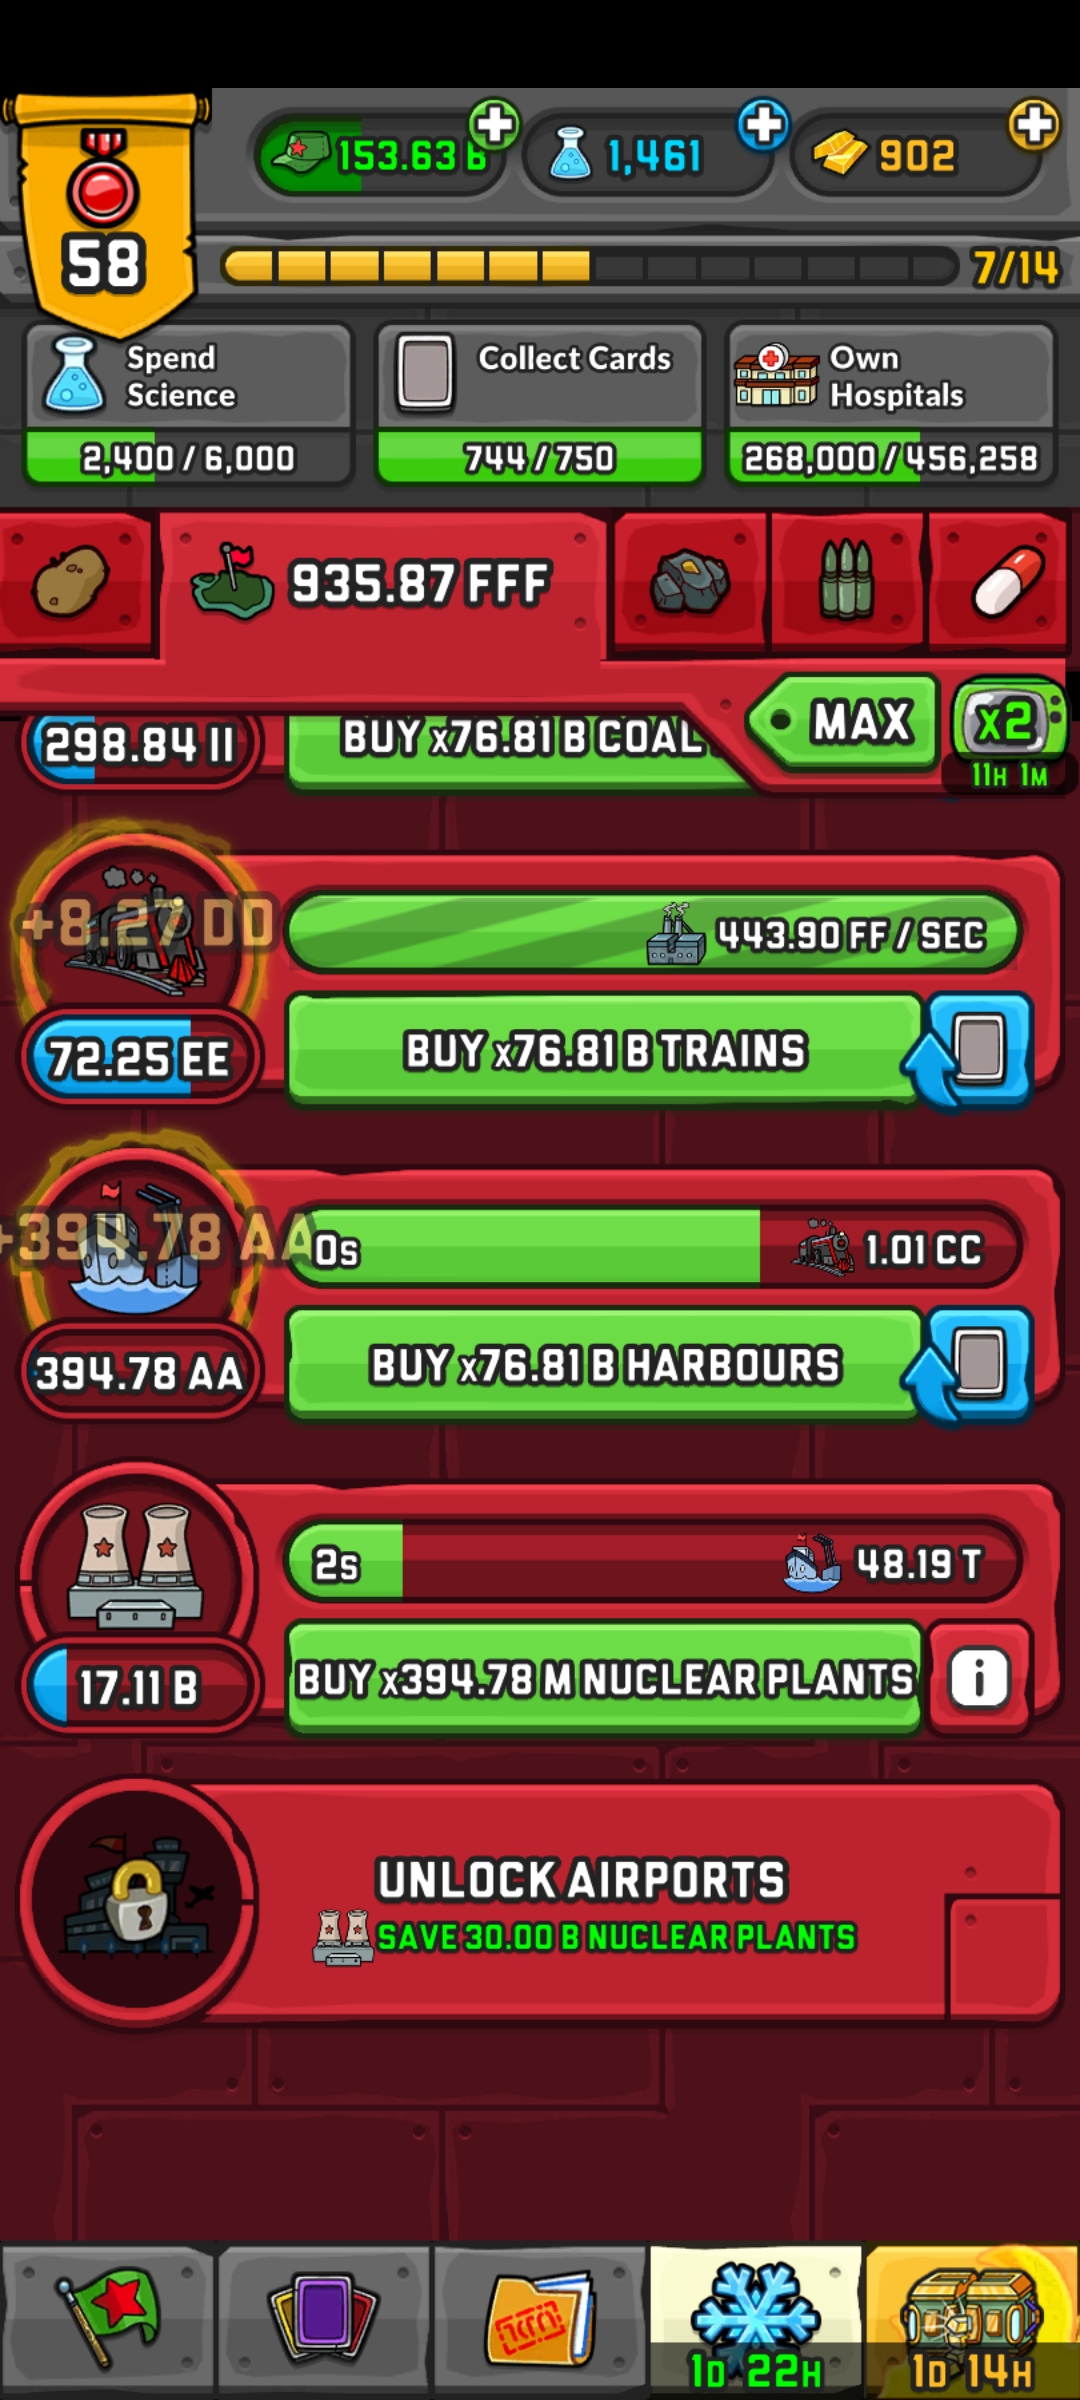 58
153.63 B
1,461
902
7/14
Spend
Science
2,400 / 6,000
Collect Cards
744 / 750
Own
Hospitals
268,000 / 456,258
935.87 FFF
MAX
x2
11H 1M
298.84 II
BUY x76.81 B COAL
+8.27 DD
443.90 FF / SEC
72.25 EE
BUY x76.81 B TRAINS
+394.78 AA
0s
1.01 CC
394.78 AA
BUY x76.81 B HARBOURS
2s
48.19 T
17.11 B
BUY x394.78 M NUCLEAR PLANTS
i
UNLOCK AIRPORTS
SAVE 30.00 B NUCLEAR PLANTS
1D 22H
1D 14H